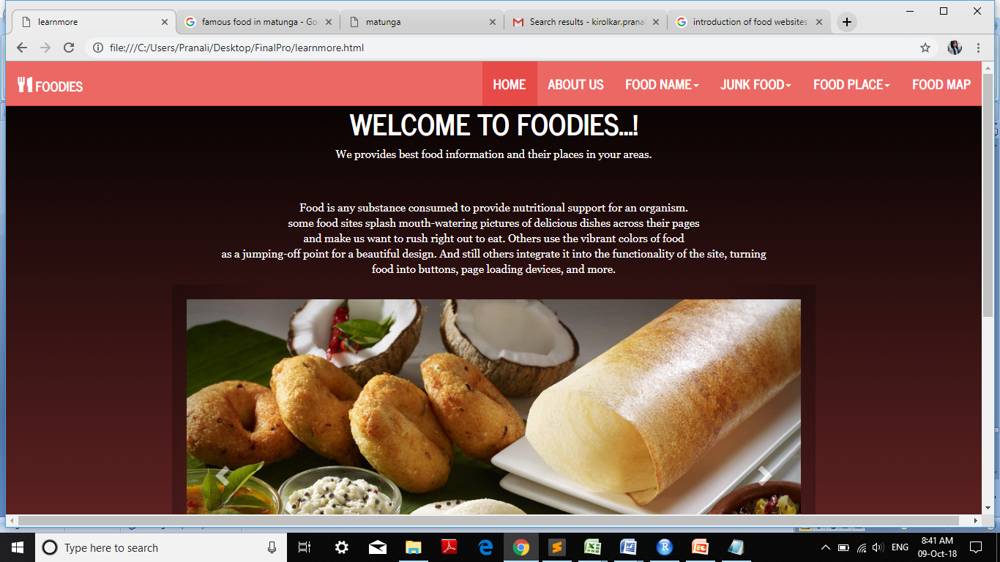 learnmore
famous food in matunga - Goo
matunga
Search results - kirolkar.pranal
introduction of food websites
file:///C:/Users/Pranali/Desktop/FinalPro/learnmore.html
FOODIES
HOME
ABOUT US
FOOD NAME
JUNK FOOD
FOOD PLACE
FOOD MAP
WELCOME TO FOODIES...!
We provides best food information and their places in your areas.
Food is any substance consumed to provide nutritional support for an organism.
some food sites splash mouth-watering pictures of delicious dishes across their pages
and make us want to rush right out to eat. Others use the vibrant colors of food
as a jumping-off point for a beautiful design. And still others integrate it into the functionality of the site, turning
food into buttons, page loading devices, and more.
Type here to search
ENG
8:41 AM
09-Oct-18